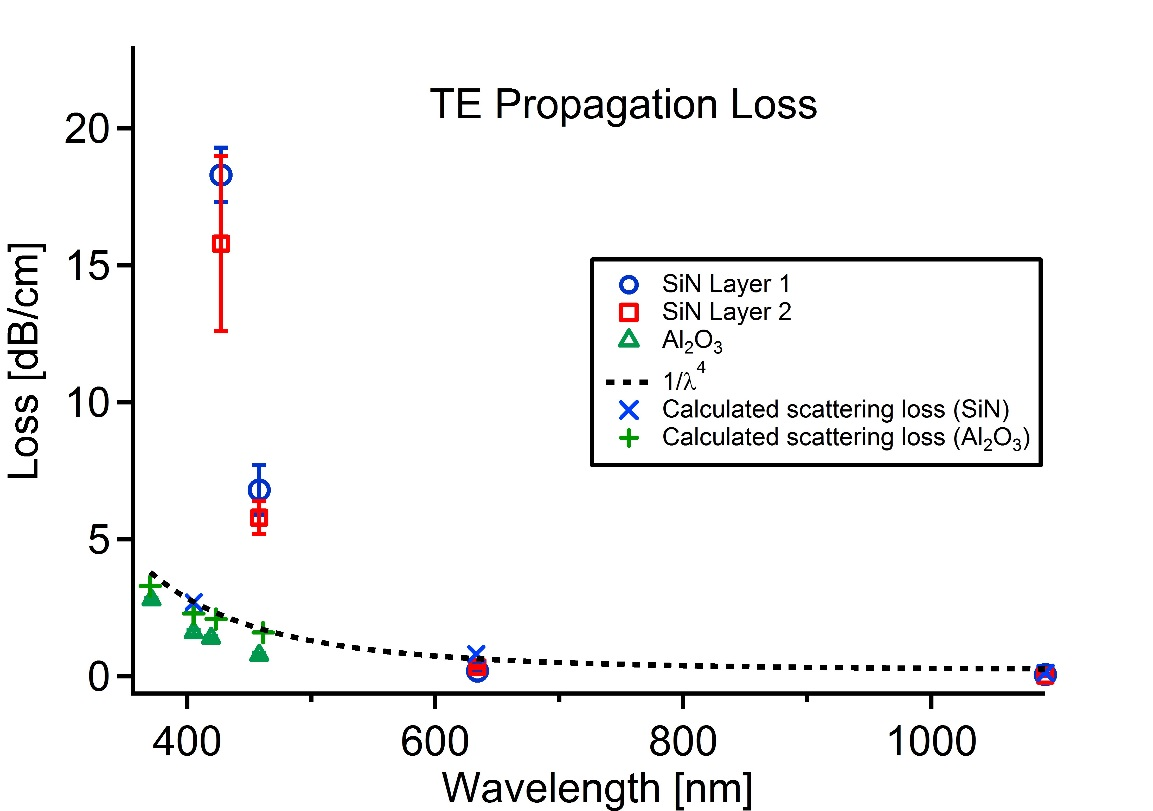 TE Propagation Loss
20
15
10
5
0
Loss [dB/cm]
SiN Layer 1
SiN Layer 2
Al₂O₃
1/λ⁴
Calculated scattering loss (SiN)
Calculated scattering loss (Al₂O₃)
400 600 800 1000
Wavelength [nm]